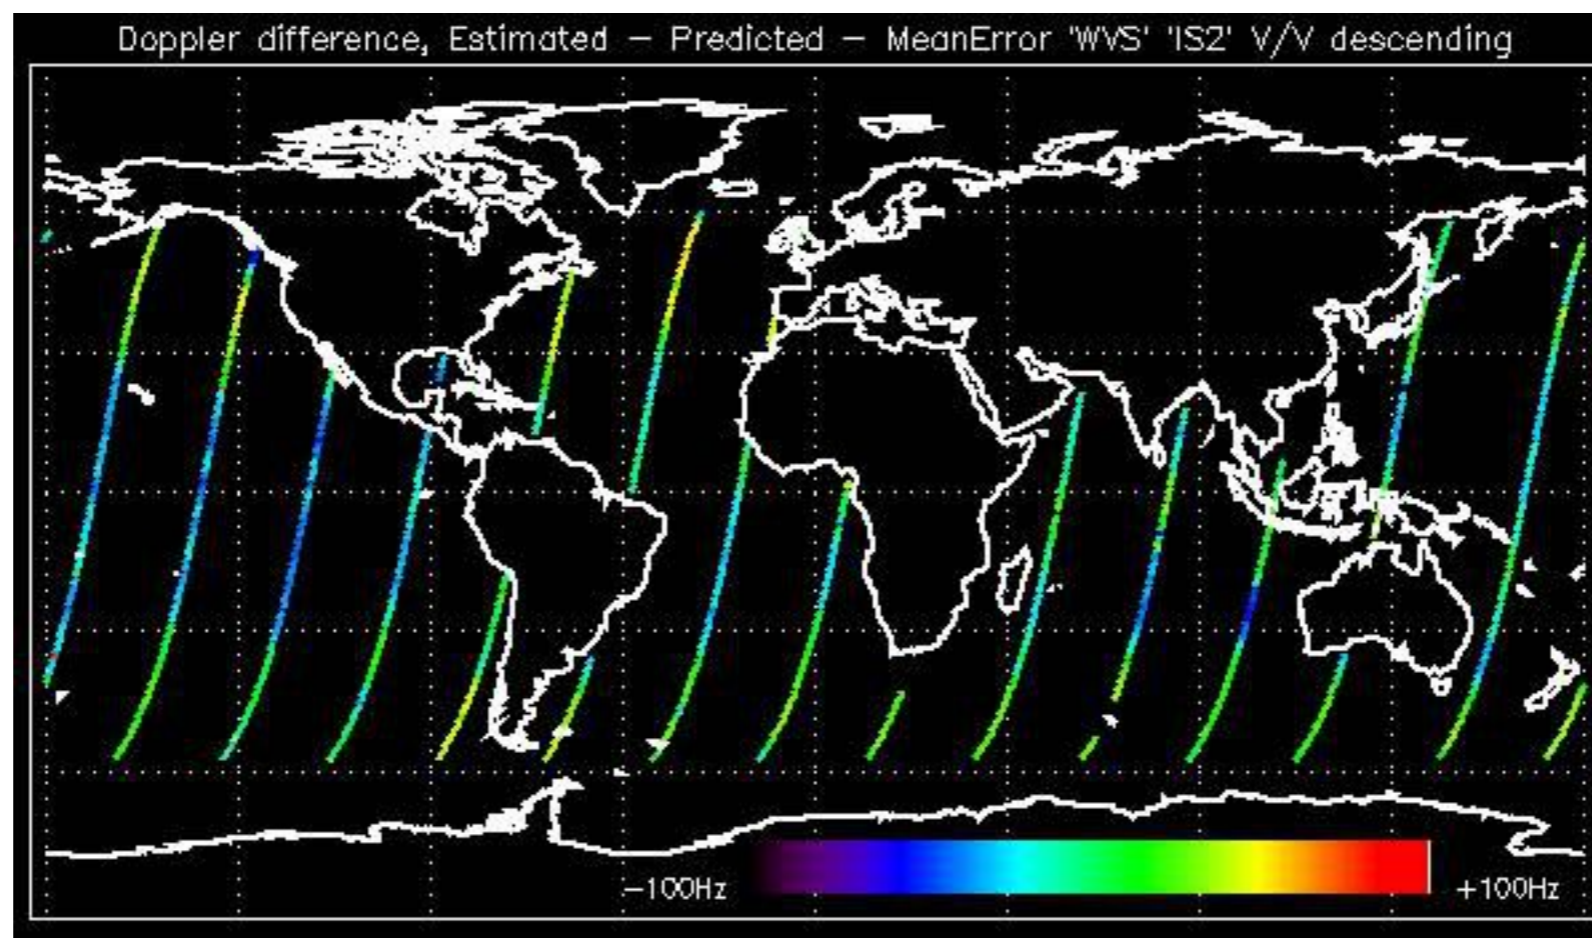 Doppler difference, Estimated – Predicted – MeanError 'WVS' 'IS2' V/V descending
–100Hz +100Hz